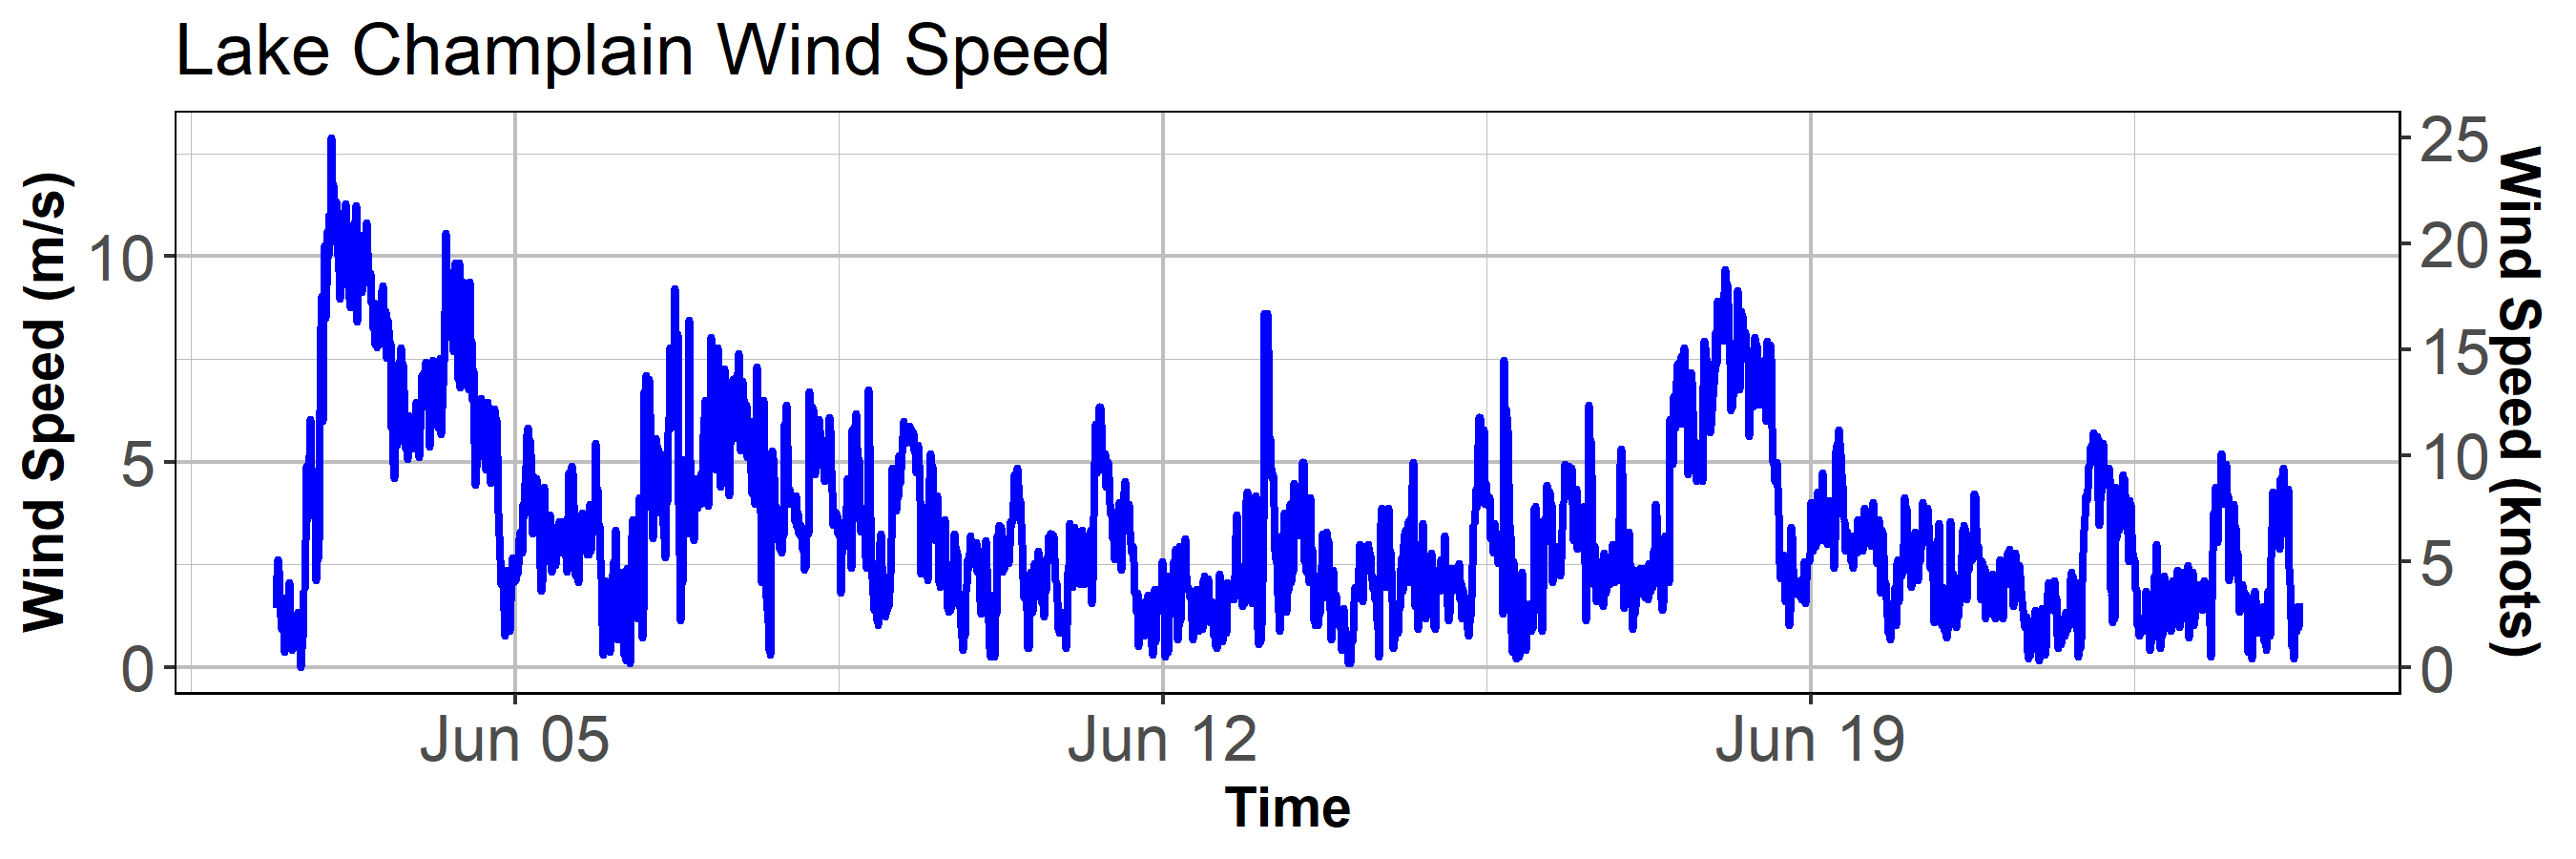 Lake Champlain Wind Speed
Wind Speed (m/s)
10
5
0
25
20
15
10
5
0
Wind Speed (knots)
Jun 05
Jun 12
Jun 19
Time